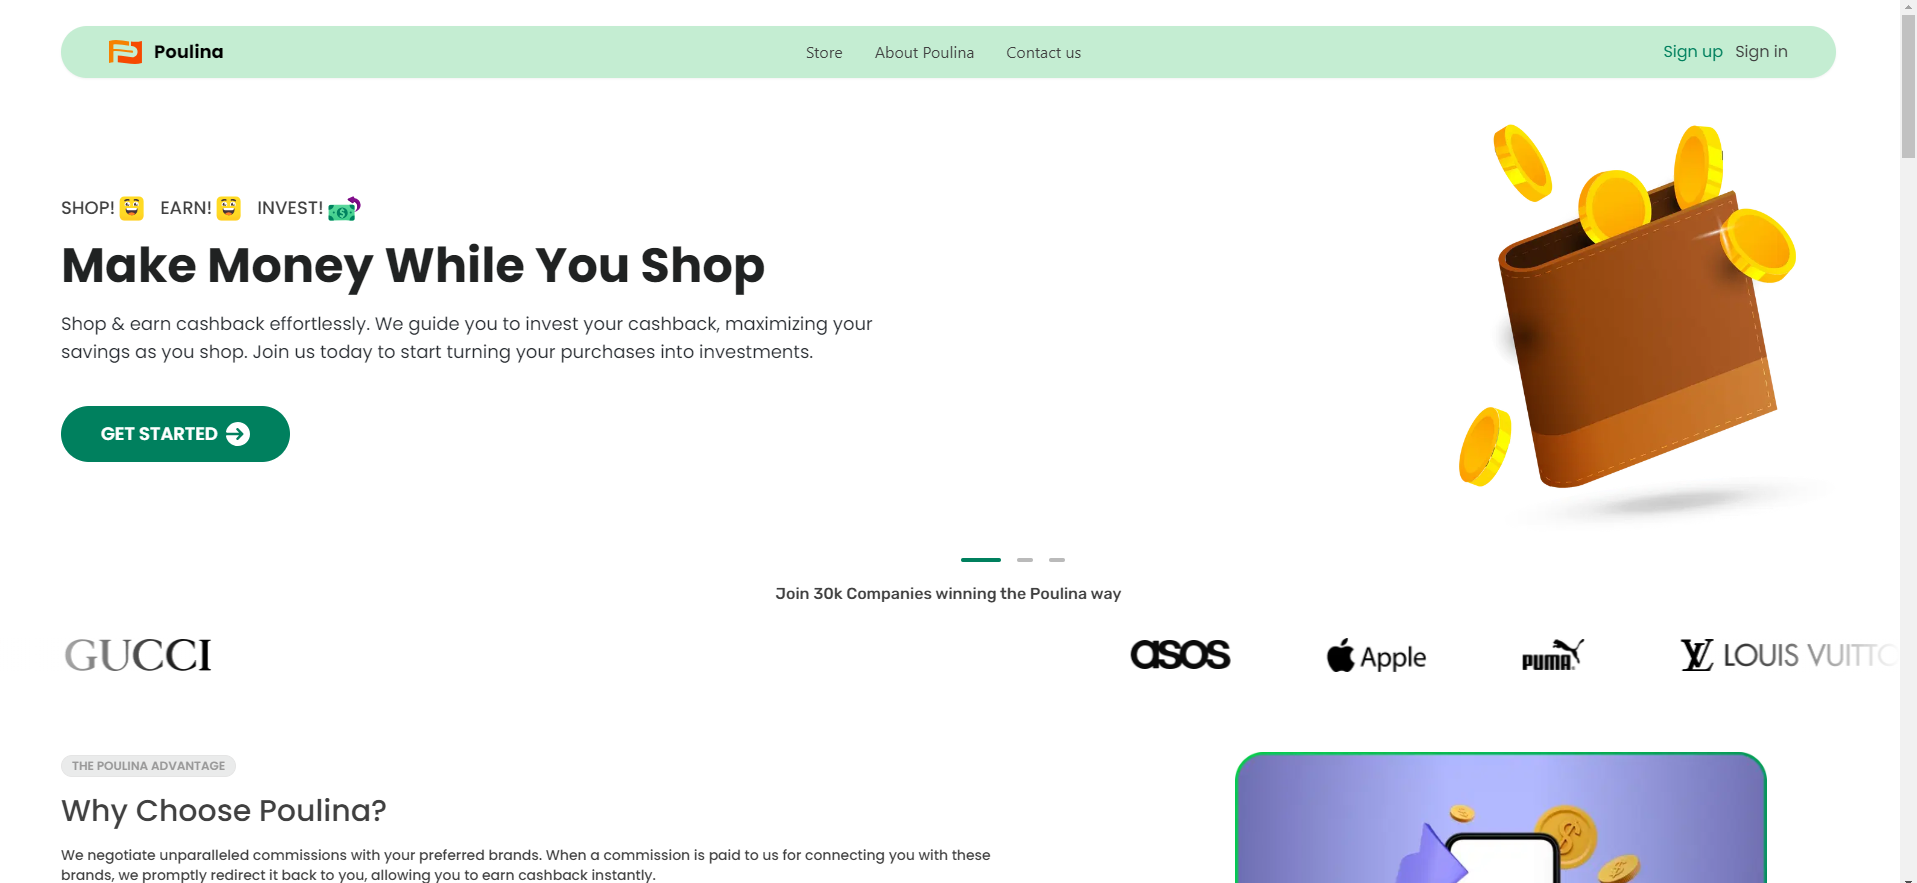 Poulina
Store About Poulina Contact us
Sign up Sign in
SHOP! EARN! INVEST!
Make Money While You Shop
Shop & earn cashback effortlessly. We guide you to invest your cashback, maximizing your
savings as you shop. Join us today to start turning your purchases into investments.
GET STARTED
Join 30k Companies winning the Poulina way
GUCCI
asos
Apple
PUMA
LV LOUIS VUITTO
THE POULINA ADVANTAGE
Why Choose Poulina?
We negotiate unparalleled commissions with your preferred brands. When a commission is paid to us for connecting you with these
brands, we promptly redirect it back to you, allowing you to earn cashback instantly.